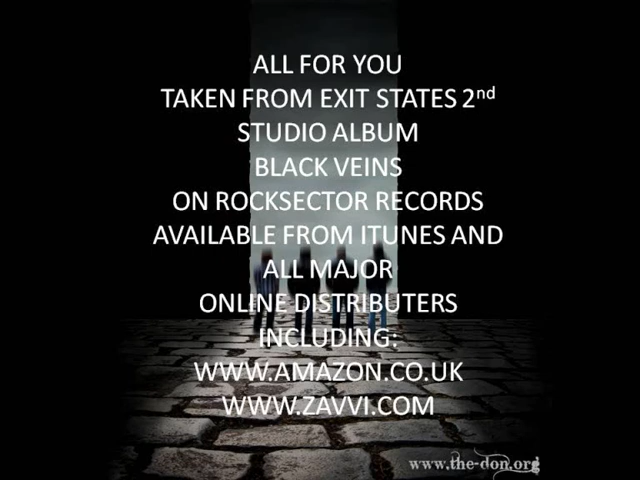 ALL FOR YOU
TAKEN FROM EXIT STATES 2nd
STUDIO ALBUM
BLACK VEINS
ON ROCKSECTOR RECORDS
AVAILABLE FROM ITUNES AND
ALL MAJOR
ONLINE DISTRIBUTERS
INCLUDING:
WWW.AMAZON.CO.UK
WWW.ZAVVI.COM
www.the-don.org